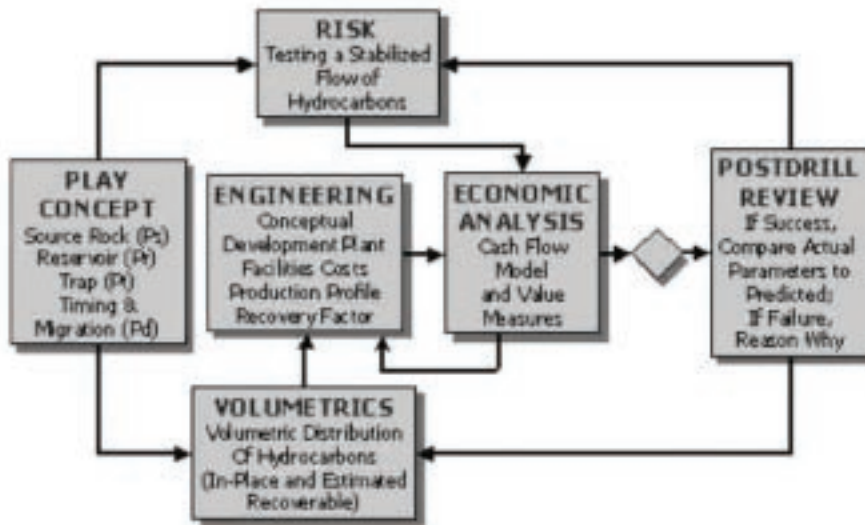 RISK
Testing a Stabilized
Flow of
Hydrocarbons
PLAY
CONCEPT
Source Rock (Ps)
Reservoir (Pr)
Trap (Pt)
Timing &
Migration (Pd)
ENGINEERING
Conceptual
Development Plant
Facilities Costs
Production Profile
Recovery Factor
ECONOMIC
ANALYSIS
Cash Flow
Model
and Value
Measures
POSTDRILL
REVIEW
If Success,
Compare Actual
Parameters to
Predicted;
If Failure,
Reason Why
VOLUMETRICS
Volumetric Distribution
Of Hydrocarbons
(In-Place and Estimated
Recoverable)